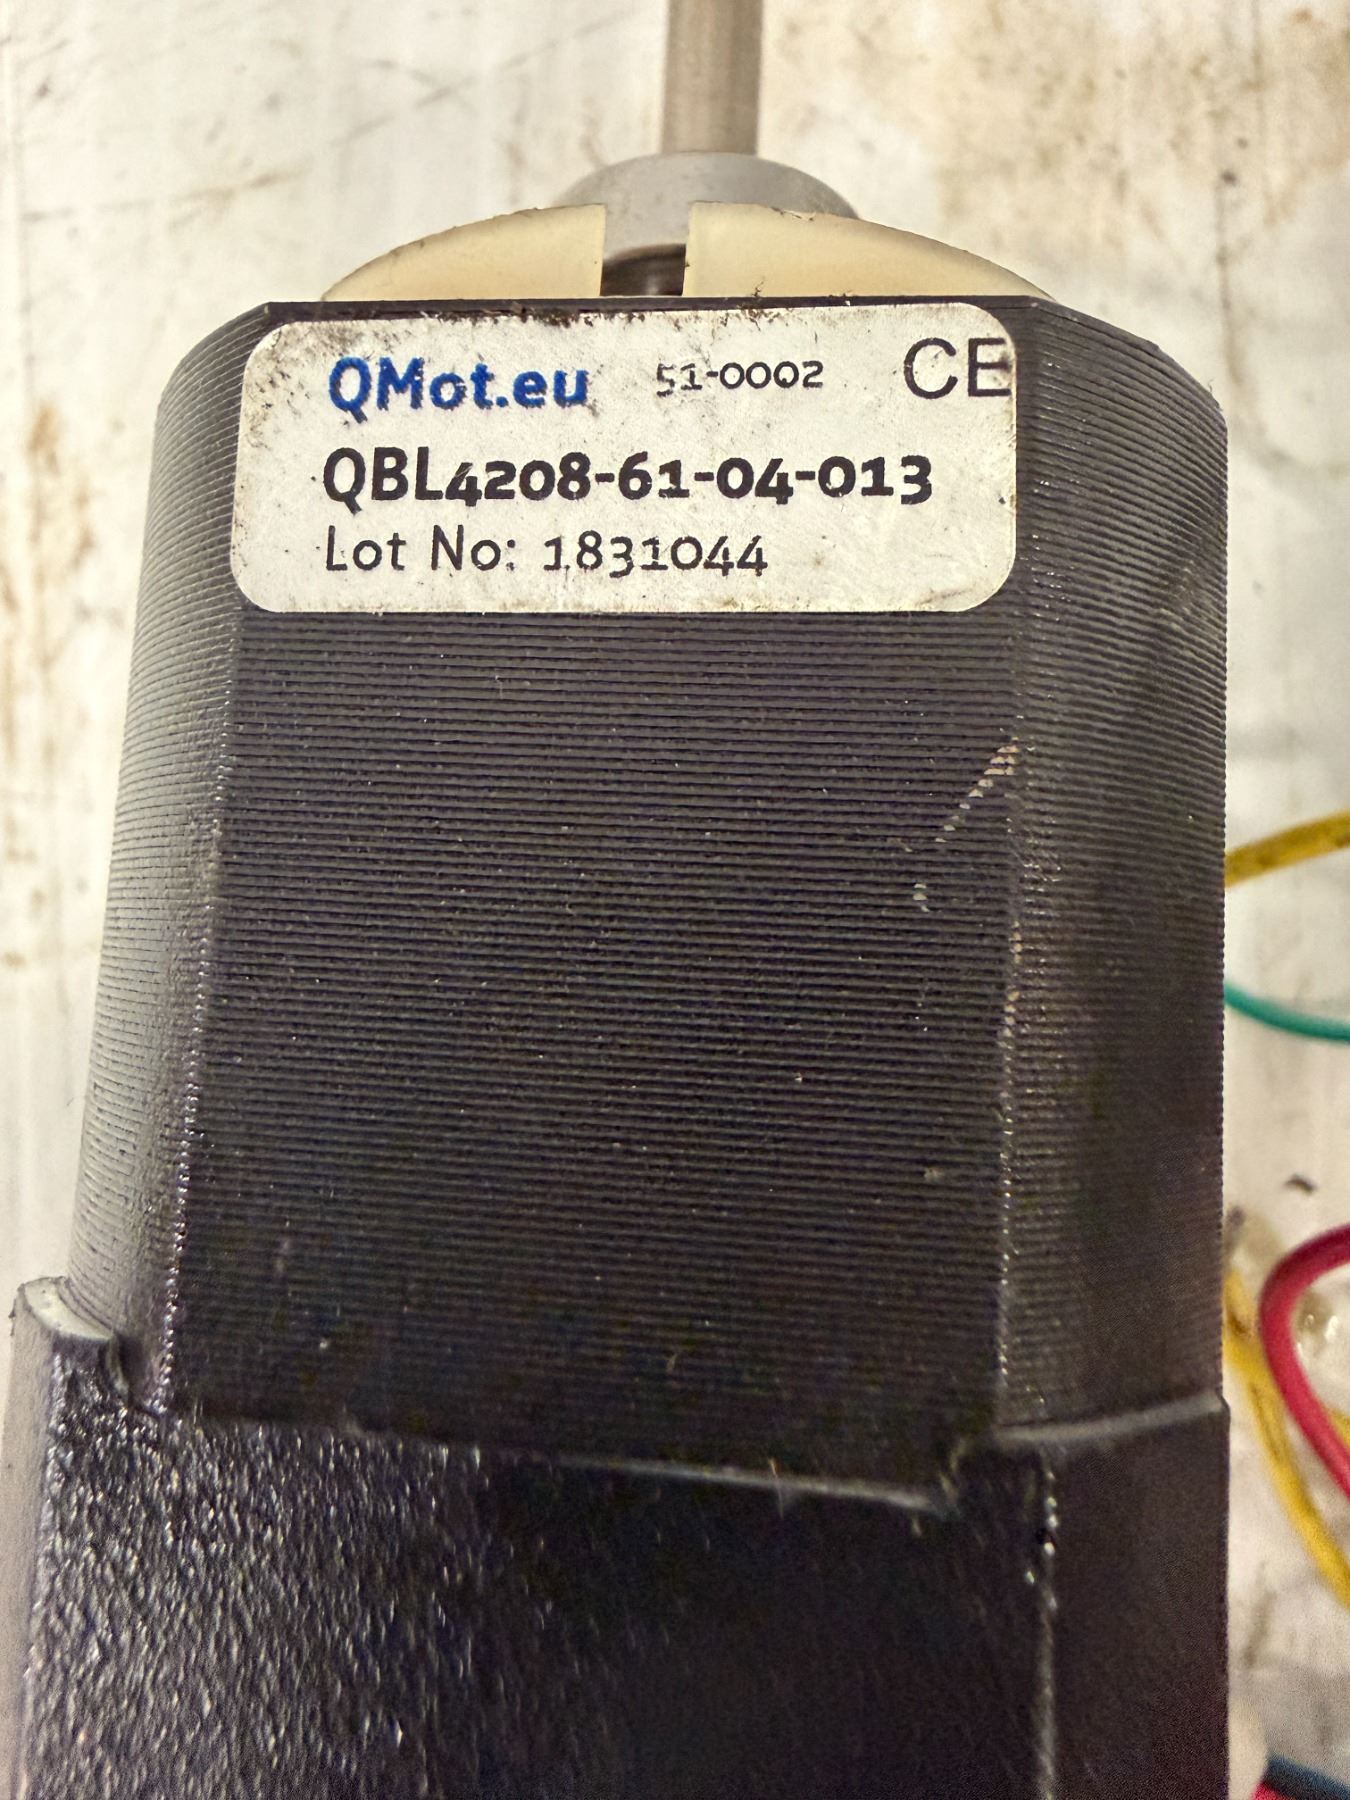 QMot.eu 51-0002 CE
QBL4208-61-04-013
Lot No: 1831044